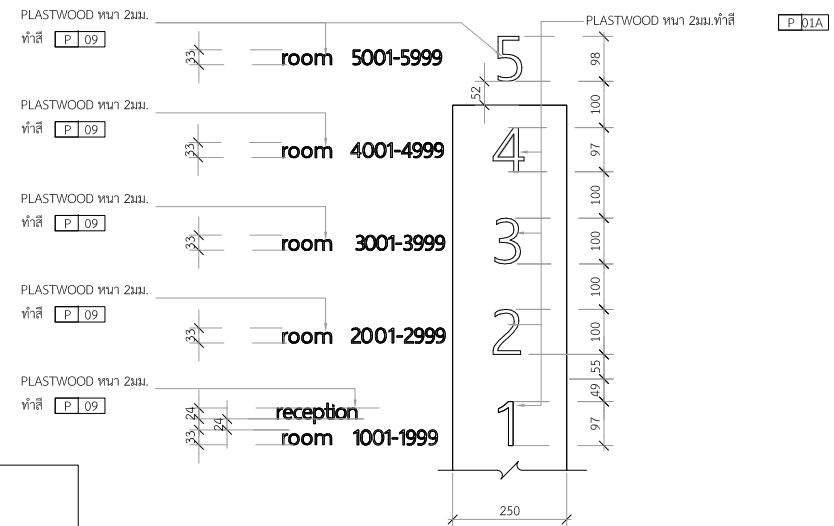 PLASTWOOD หนา 2มม.
ทำสี P 09
33
room 5001-5999
5
PLASTWOOD หนา 2มม.ทำสี P 01A
98
52
100
PLASTWOOD หนา 2มม.
ทำสี P 09
33
room 4001-4999
4
97
100
PLASTWOOD หนา 2มม.
ทำสี P 09
33
room 3001-3999
3
100
100
PLASTWOOD หนา 2มม.
ทำสี P 09
33
room 2001-2999
2
100
55
49
PLASTWOOD หนา 2มม.
ทำสี P 09
24
24
33
reception
room 1001-1999
1
97
250